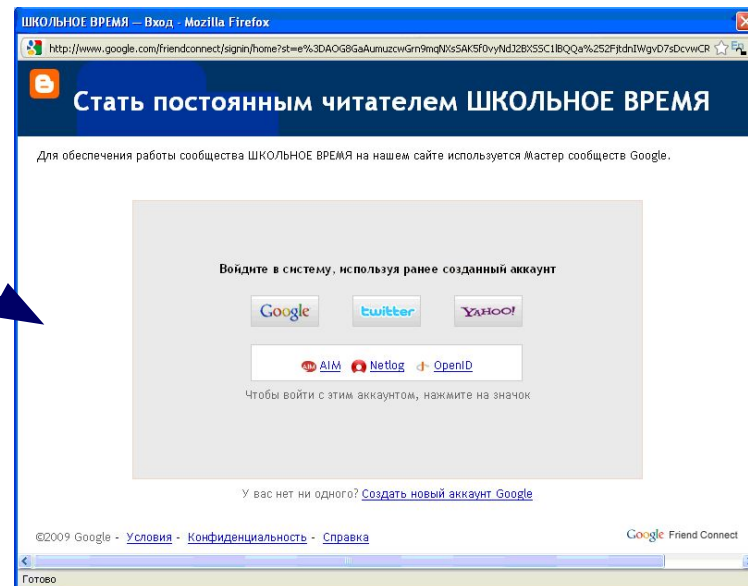 ШКОЛЬНОЕ ВРЕМЯ — Вход - Mozilla Firefox
http://www.google.com/friendconnect/signin/home?st=e%3DAOG8GaAumuzcwGrn9mqNXsSAK5f0vyNdJ2BXS5C1lBQQa%252FjtdnIWgvD7sDcvwCR
Стать постоянным читателем ШКОЛЬНОЕ ВРЕМЯ
Для обеспечения работы сообщества ШКОЛЬНОЕ ВРЕМЯ на нашем сайте используется Мастер сообществ Google.
Войдите в систему, используя ранее созданный аккаунт
Google twitter YAHOO!
AIM Netlog OpenID
Чтобы войти с этим аккаунтом, нажмите на значок
У вас нет ни одного? Создать новый аккаунт Google
©2009 Google - Условия - Конфиденциальность - Справка Google Friend Connect
Готово